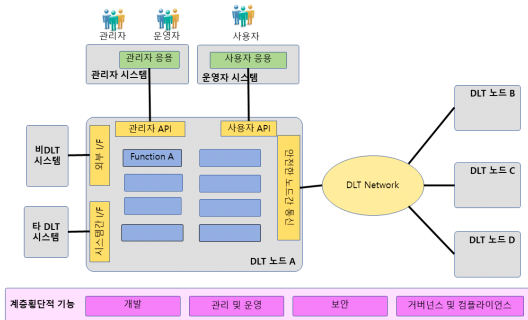 관리자
운영자
사용자
관리자 응용
관리자 시스템
사용자 응용
운영자 시스템
DLT 노드 B
관리자 API
사용자 API
비DLT
시스템
외부 I/F
Function A
안전한 노드간 통신
DLT Network
DLT 노드 C
타 DLT
시스템
시스템간 I/F
DLT 노드 A
DLT 노드 D
계층횡단적 기능
개발
관리 및 운영
보안
거버넌스 및 컴플라이언스